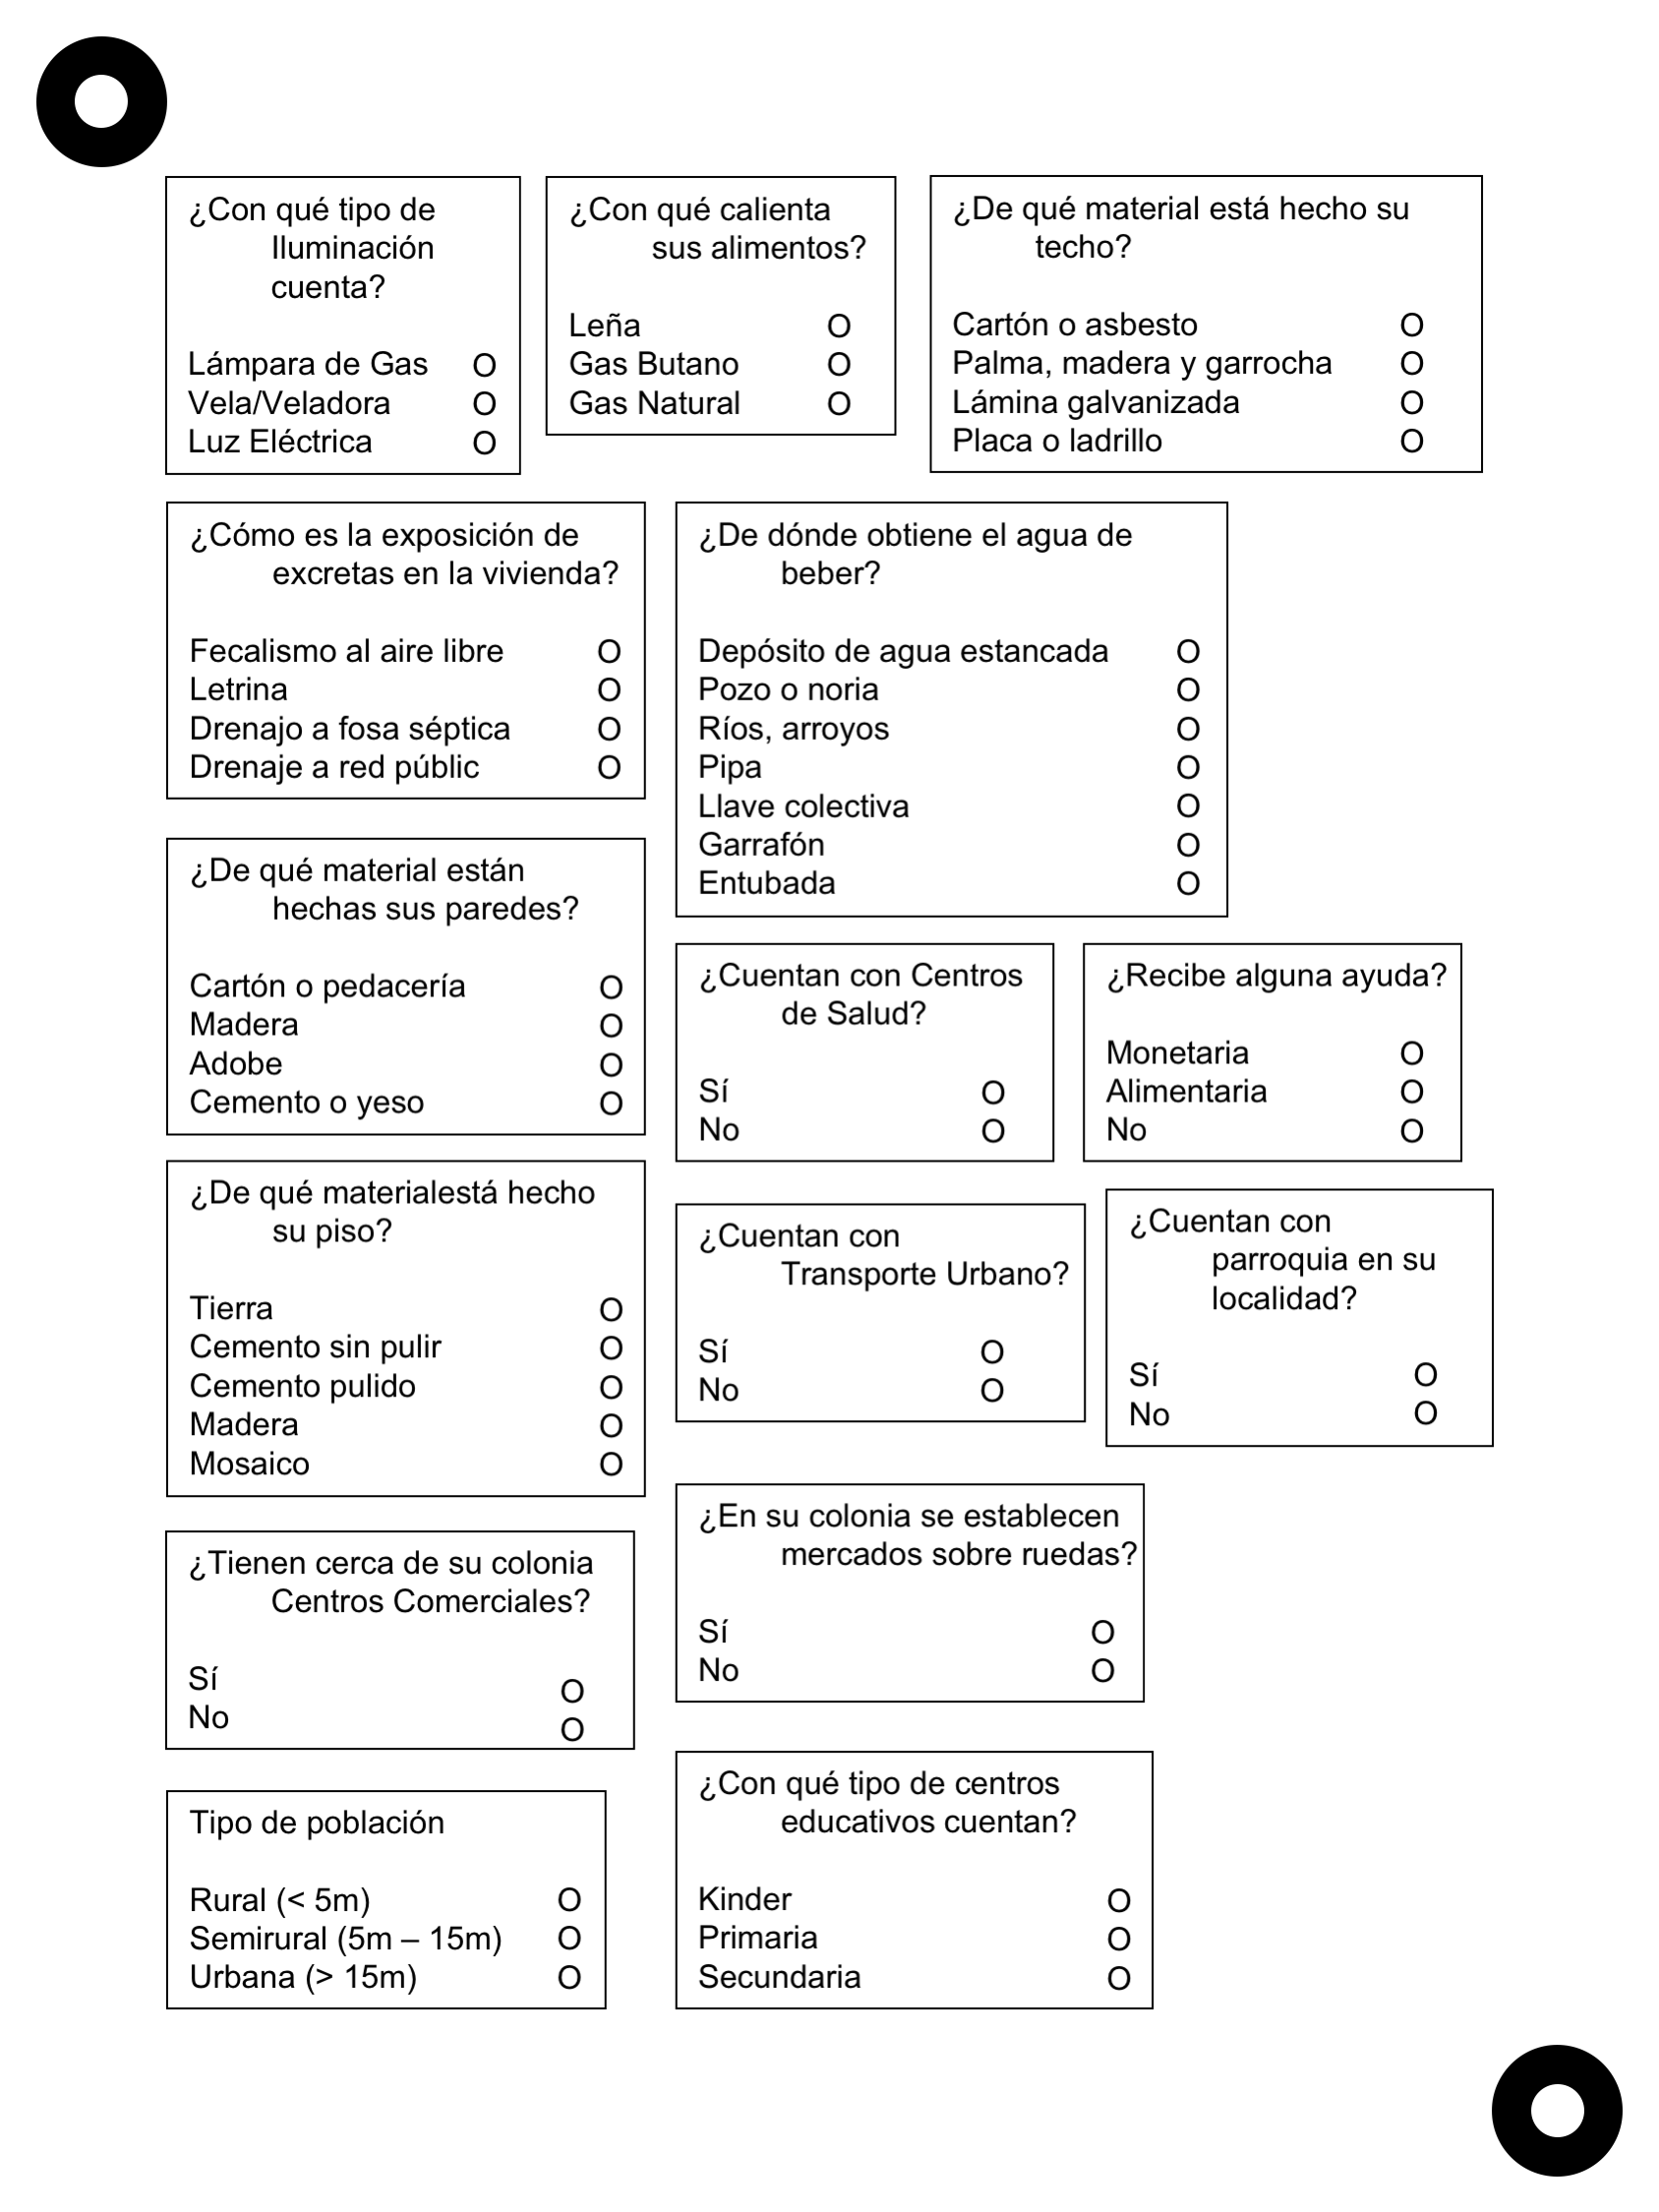 ¿Con qué tipo de
Iluminación
cuenta?
Lámpara de Gas O
Vela/Veladora O
Luz Eléctrica O
¿Con qué calienta
sus alimentos?
Leña O
Gas Butano O
Gas Natural O
¿De qué material está hecho su
techo?
Cartón o asbesto O
Palma, madera y garrocha O
Lámina galvanizada O
Placa o ladrillo O
¿Cómo es la exposición de
excretas en la vivienda?
Fecalismo al aire libre O
Letrina O
Drenajo a fosa séptica O
Drenaje a red públic O
¿De dónde obtiene el agua de
beber?
Depósito de agua estancada O
Pozo o noria O
Ríos, arroyos O
Pipa O
Llave colectiva O
Garrafón O
Entubada O
¿De qué material están
hechas sus paredes?
Cartón o pedacería O
Madera O
Adobe O
Cemento o yeso O
¿Cuentan con Centros
de Salud?
Sí O
No O
¿Recibe alguna ayuda?
Monetaria O
Alimentaria O
No O
¿De qué materialestá hecho
su piso?
Tierra O
Cemento sin pulir O
Cemento pulido O
Madera O
Mosaico O
¿Cuentan con
Transporte Urbano?
Sí O
No O
¿Cuentan con
parroquia en su
localidad?
Sí O
No O
¿Tienen cerca de su colonia
Centros Comerciales?
Sí O
No O
¿En su colonia se establecen
mercados sobre ruedas?
Sí O
No O
Tipo de población
Rural (< 5m) O
Semirural (5m – 15m) O
Urbana (> 15m) O
¿Con qué tipo de centros
educativos cuentan?
Kinder O
Primaria O
Secundaria O